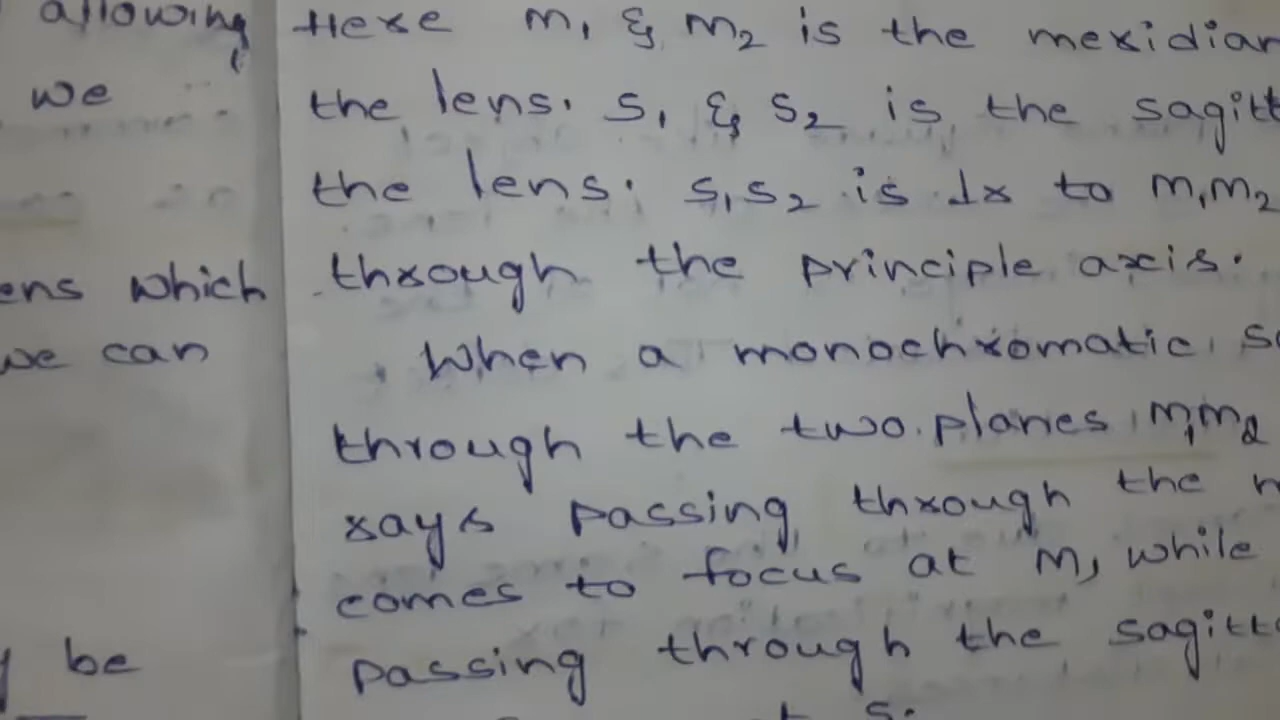 allowing
we
ens which
we can
be
Here m₁ & m₂ is the meridian
the lens. S₁ & S₂ is the sagitt
the lens. S₁S₂ is ⊥r to m₁m₂
through the principle axis.
When a monochromatic s
through the two planes m₁m₂
rays passing through the
comes to focus at M, while
passing through the sagitt
S.